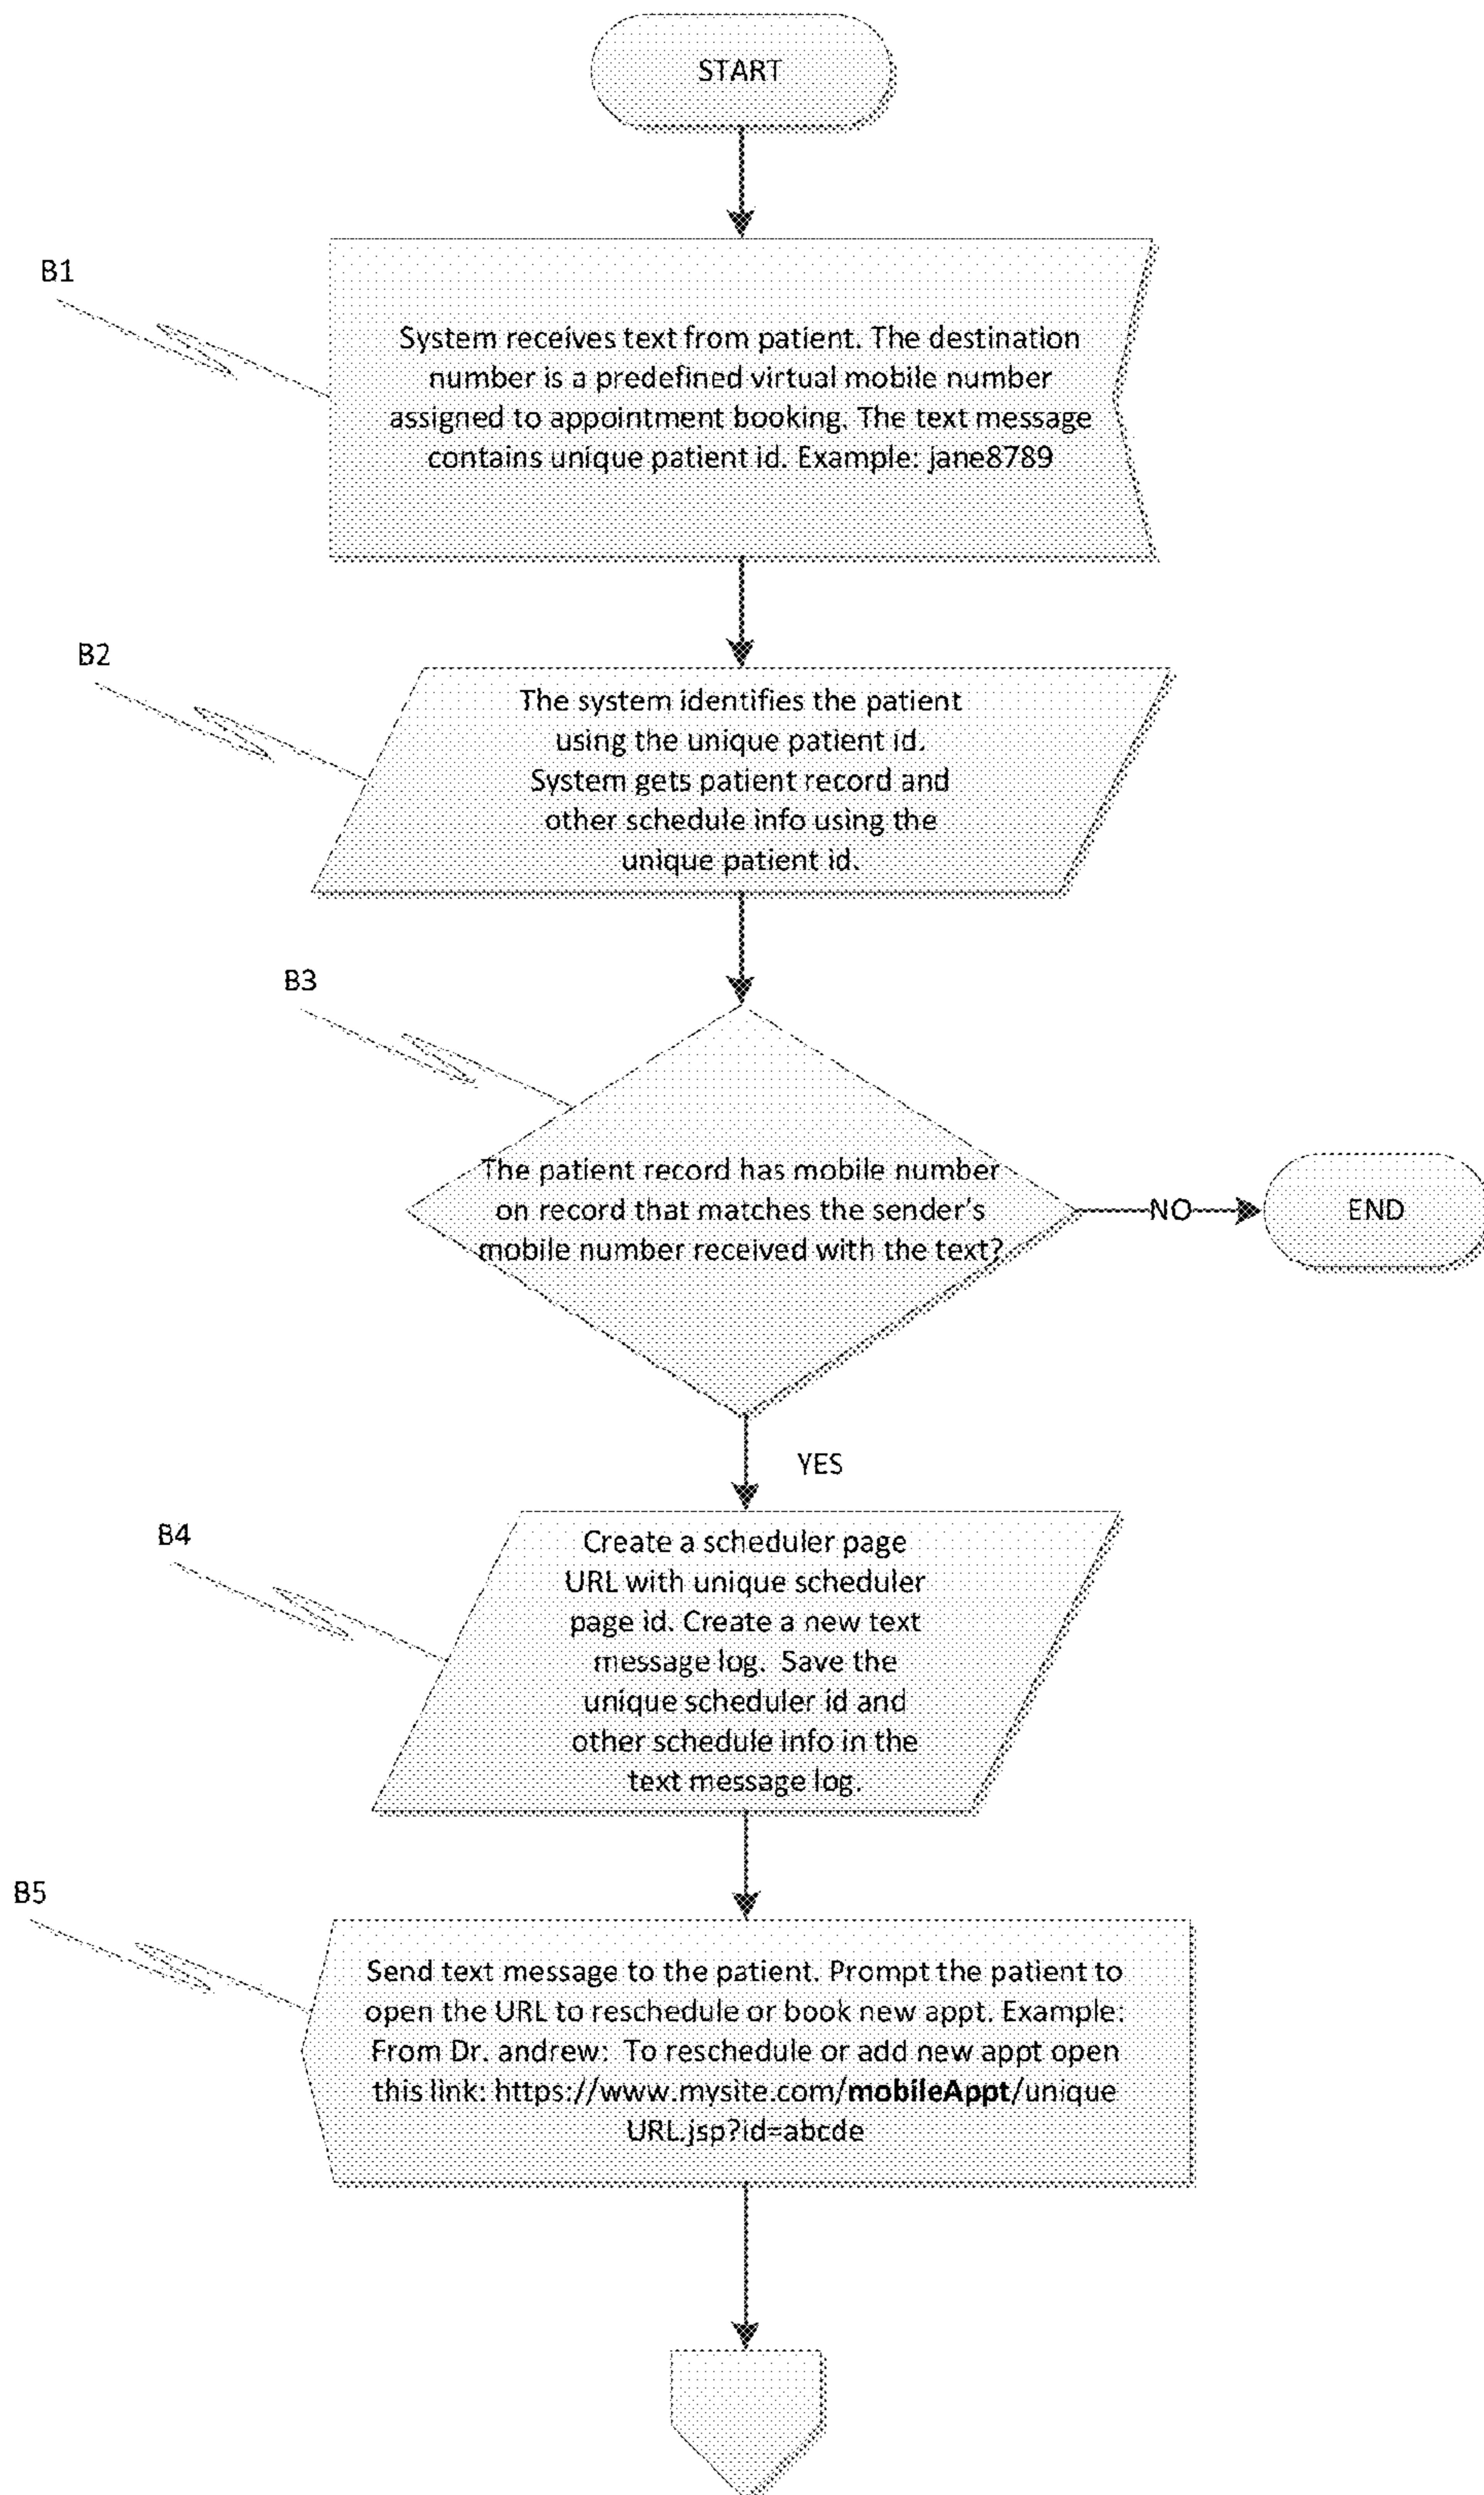 START
B1
System receives text from patient. The destination
number is a predefined virtual mobile number
assigned to appointment booking. The text message
contains unique patient id. Example: jane8789
B2
The system identifies the patient
using the unique patient id.
System gets patient record and
other schedule info using the
unique patient id.
B3
The patient record has mobile number
on record that matches the sender's
mobile number received with the text?
NO
END
YES
B4
Create a scheduler page
URL with unique scheduler
page id. Create a new text
message log. Save the
unique scheduler id and
other schedule info in the
text message log.
B5
Send text message to the patient. Prompt the patient to
open the URL to reschedule or book new appt. Example:
From Dr. andrew: To reschedule or add new appt open
this link: https://www.mysite.com/mobileAppt/unique
URL.jsp?id=abcde